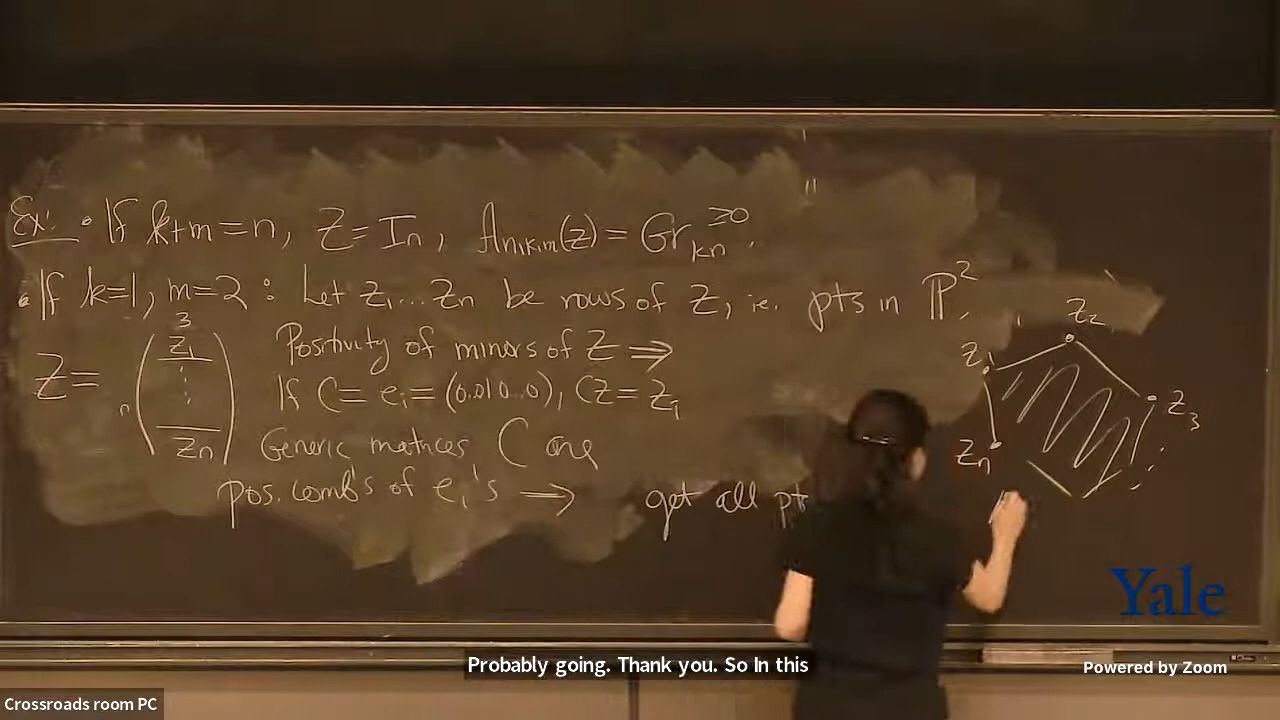 Ex: • If k+m=n, Z=In, An,k,m(Z) = Gr kn ≥0.
• If k=1, m=2 : Let z1...zn be rows of Z, i.e. pts in P2.
Z = n ( 3 z1 ⋮ zn )
Positivity of minors of Z ⇒
If C = ei = (0..010...0), CZ = zi
Generic matrices C are
pos. comb's of ei's ⇒ get all pt
z1
z2
z3
zn
Yale
Probably going. Thank you. So In this
Powered by Zoom
Crossroads room PC